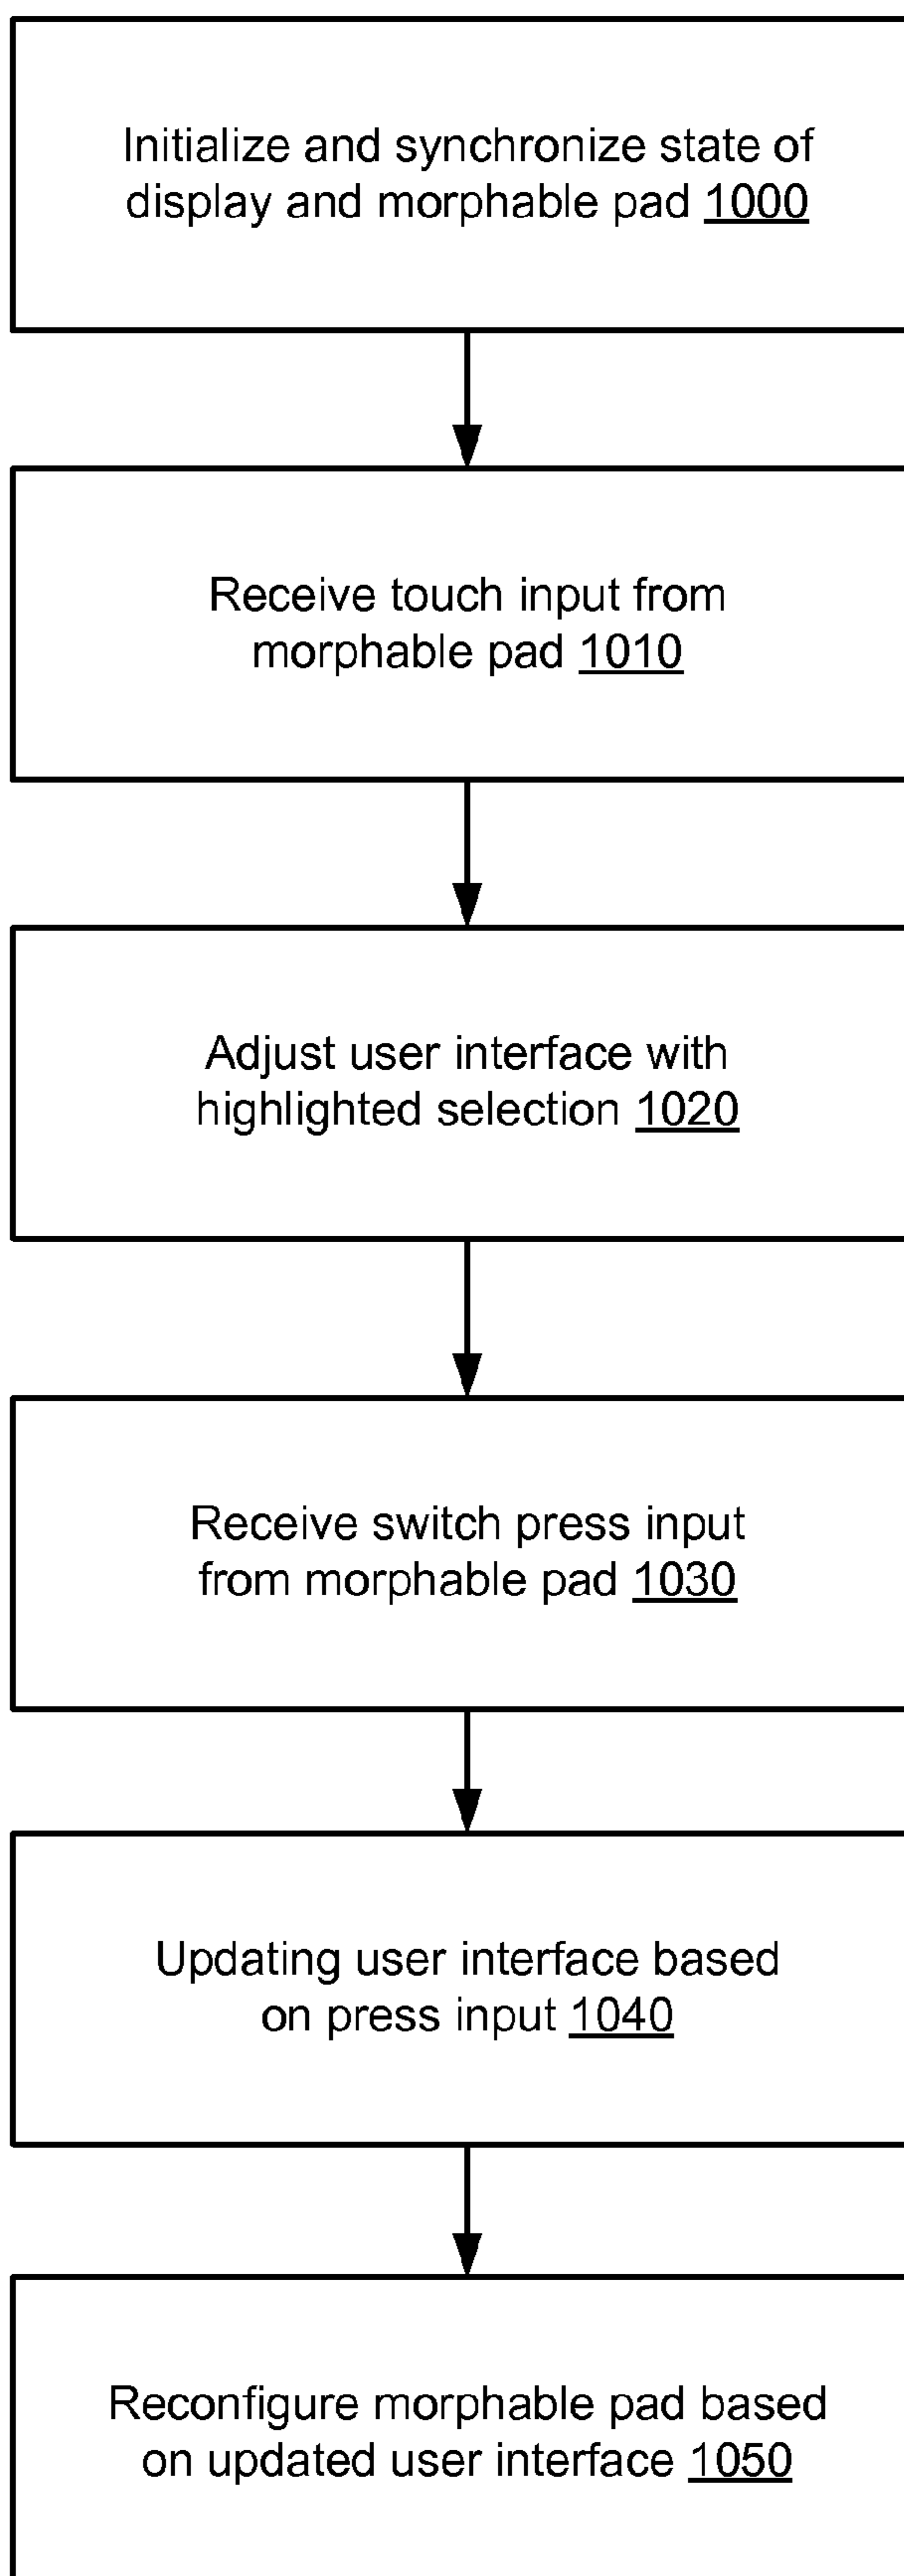 Initialize and synchronize state of
display and morphable pad 1000
Receive touch input from
morphable pad 1010
Adjust user interface with
highlighted selection 1020
Receive switch press input
from morphable pad 1030
Updating user interface based
on press input 1040
Reconfigure morphable pad based
on updated user interface 1050